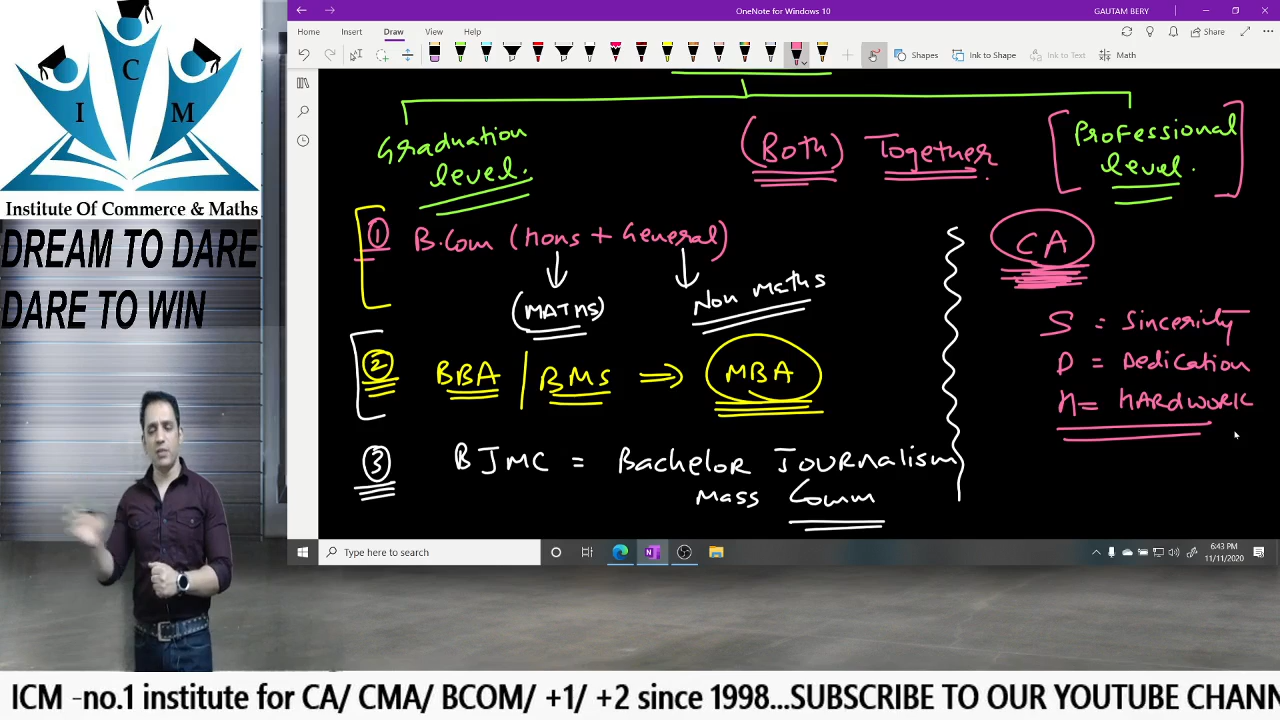 I C M
Institute Of Commerce & Maths
DREAM TO DARE
DARE TO WIN
OneNote for Windows 10
GAUTAM BERY
Home Insert Draw View Help
Share
Shapes Ink to Shape Ink to Text Math
Graduation level.
(Both) Together
[Professional level.]
① B.Com (Hons + General)
(MATHS) Non maths
② BBA | BMS ⇒ MBA
③ BJMC = Bachelor Journalism
Mass Comm
CA
S = Sincerity
D = Dedication
H = HARDWORK
Type here to search
6:43 PM
11/11/2020
ICM -no.1 institute for CA/ CMA/ BCOM/ +1/ +2 since 1998...SUBSCRIBE TO OUR YOUTUBE CHANN